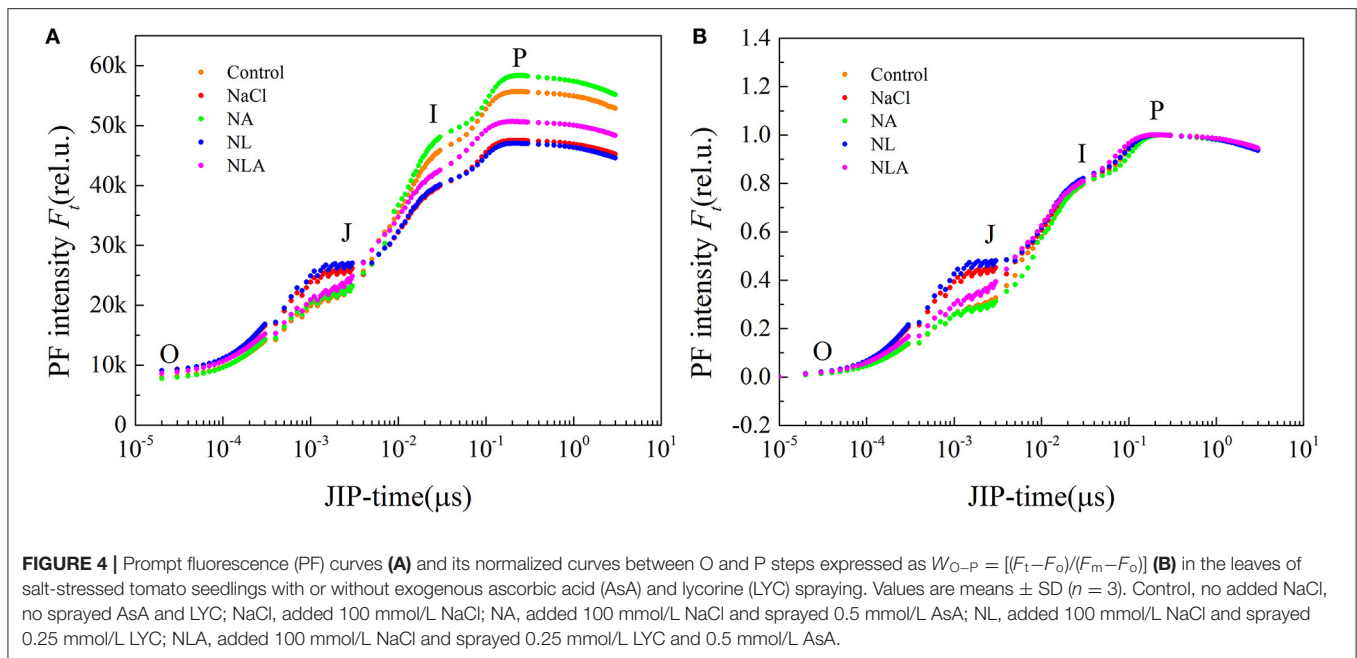 A
60k
50k
40k
30k
20k
10k
0
PF intensity Ft(rel.u.)
Control
NaCl
NA
NL
NLA
O
J
I
P
10⁻⁵ 10⁻⁴ 10⁻³ 10⁻² 10⁻¹ 10⁰ 10¹
JIP-time(μs)
B
1.4
1.2
1.0
0.8
0.6
0.4
0.2
0.0
-0.2
PF intensity Ft(rel.u.)
Control
NaCl
NA
NL
NLA
O
J
I
P
10⁻⁵ 10⁻⁴ 10⁻³ 10⁻² 10⁻¹ 10⁰ 10¹
JIP-time(μs)
FIGURE 4 | Prompt fluorescence (PF) curves (A) and its normalized curves between O and P steps expressed as W_O–P = [(Ft−Fo)/(Fm−Fo)] (B) in the leaves of
salt-stressed tomato seedlings with or without exogenous ascorbic acid (AsA) and lycorine (LYC) spraying. Values are means ± SD (n = 3). Control, no added NaCl,
no sprayed AsA and LYC; NaCl, added 100 mmol/L NaCl; NA, added 100 mmol/L NaCl and sprayed 0.5 mmol/L AsA; NL, added 100 mmol/L NaCl and sprayed
0.25 mmol/L LYC; NLA, added 100 mmol/L NaCl and sprayed 0.25 mmol/L LYC and 0.5 mmol/L AsA.